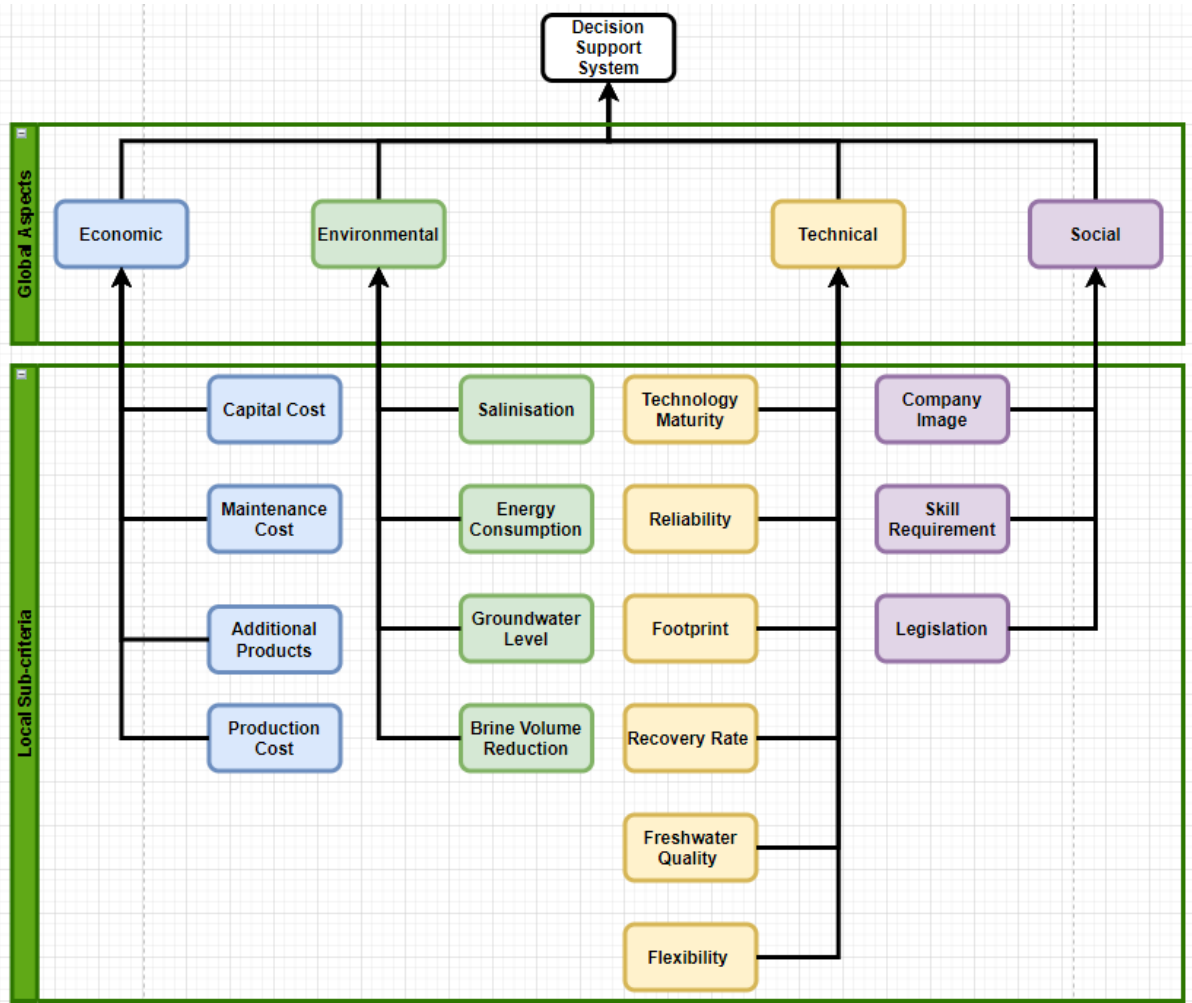 Decision
Support
System
Global Aspects
Economic
Environmental
Technical
Social
Local Sub-criteria
Capital Cost
Maintenance
Cost
Additional
Products
Production
Cost
Salinisation
Energy
Consumption
Groundwater
Level
Brine Volume
Reduction
Technology
Maturity
Reliability
Footprint
Recovery Rate
Freshwater
Quality
Flexibility
Company
Image
Skill
Requirement
Legislation